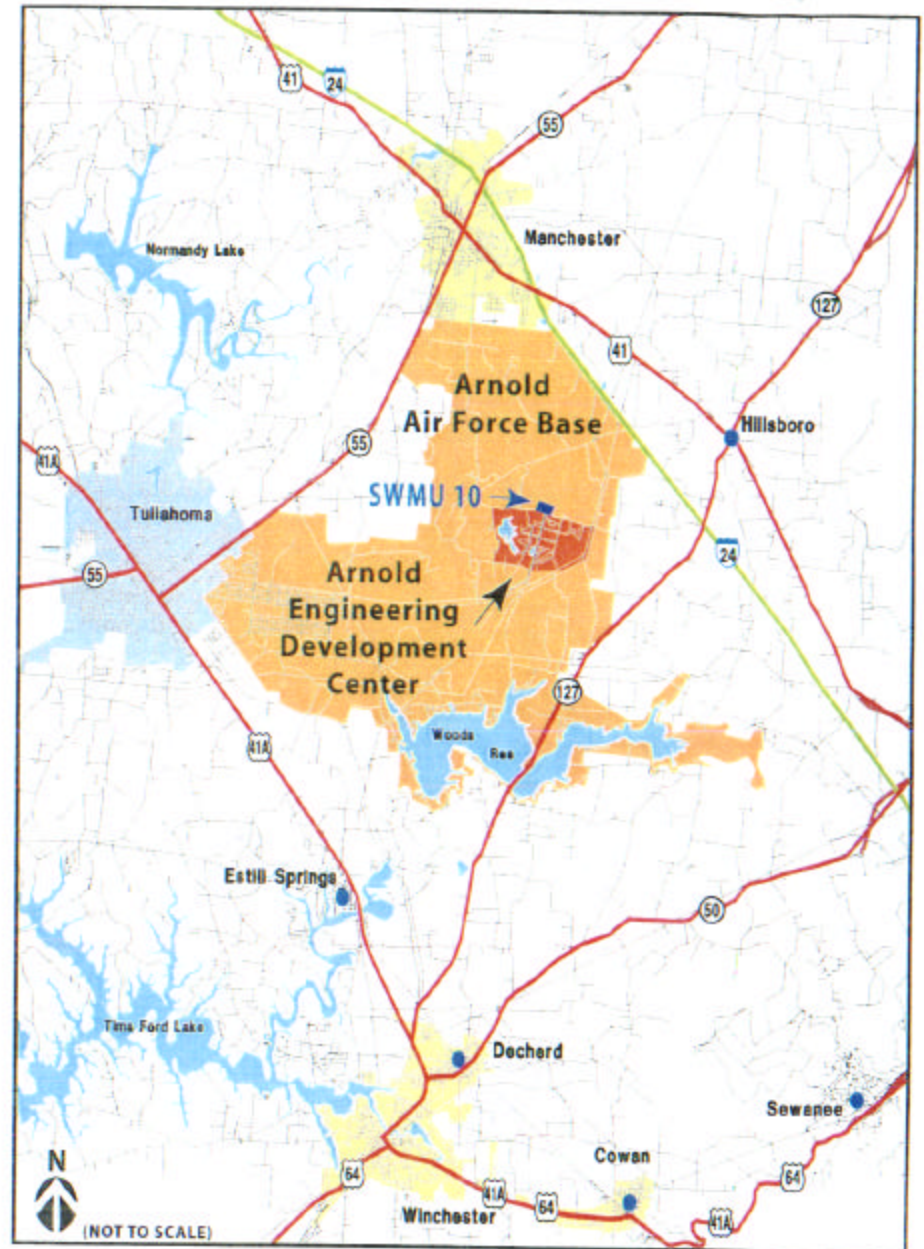 41
24
55
Manchester
Normandy Lake
127
41
Arnold
Air Force Base
Hillsboro
55
41A
SWMU 10
Tullahoma
24
55
Arnold
Engineering
Development
Center
127
Woods
Res
41A
Estill Springs
50
Tims Ford Lake
Decherd
Sewanee
Cowan
N
64
41A
64
64
Winchester
41A
(NOT TO SCALE)